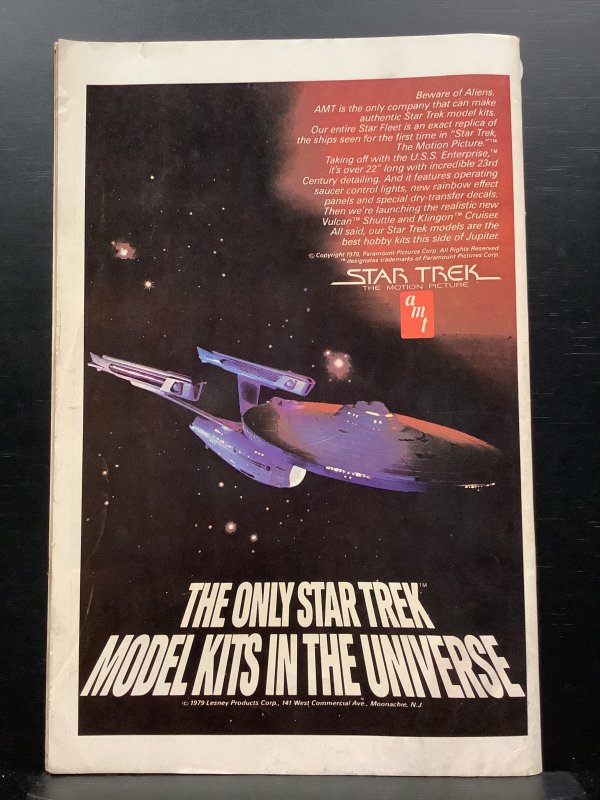 Beware of Aliens.
AMT is the only company that can make
authentic Star Trek model kits.
Our entire Star Fleet is an exact replica of
the ships seen for the first time in "Star Trek,
The Motion Picture."™
Taking off with the U.S.S. Enterprise,™
it's over 22" long with incredible 23rd
Century detailing. And it features operating
saucer control lights, new rainbow effect
panels and special dry-transfer decals.
Then we're launching the realistic new
Vulcan™ Shuttle and Klingon™ Cruiser.
All said, our Star Trek models are the
best hobby kits this side of Jupiter.
© Copyright 1979, Paramount Pictures Corp. All Rights Reserved.
™ designates trademarks of Paramount Pictures Corp.
STAR TREK
THE MOTION PICTURE
a
m
t
THE ONLY STAR TREK™
MODEL KITS IN THE UNIVERSE
© 1979 Lesney Products Corp., 141 West Commercial Ave., Moonachie, N.J